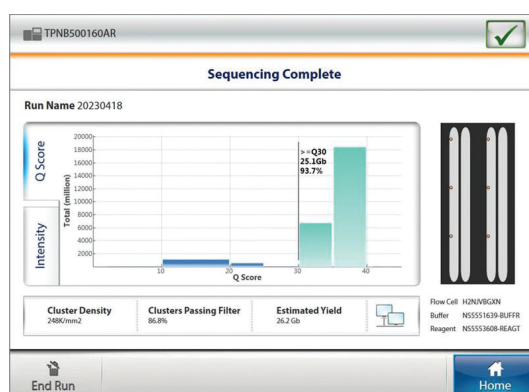 TPNB500160AR
Sequencing Complete
Run Name 20230418
Q Score
Intensity
Total (million)
20000
18000
16000
14000
12000
10000
8000
6000
4000
2000
>=Q30
25.1Gb
93.7%
10 20 30 40
Q Score
Cluster Density
248K/mm2
Clusters Passing Filter
86.8%
Estimated Yield
26.2 Gb
Flow Cell H2NJVBGXN
Buffer NS5551639-BUFFR
Reagent NS5553608-REAGT
End Run
Home